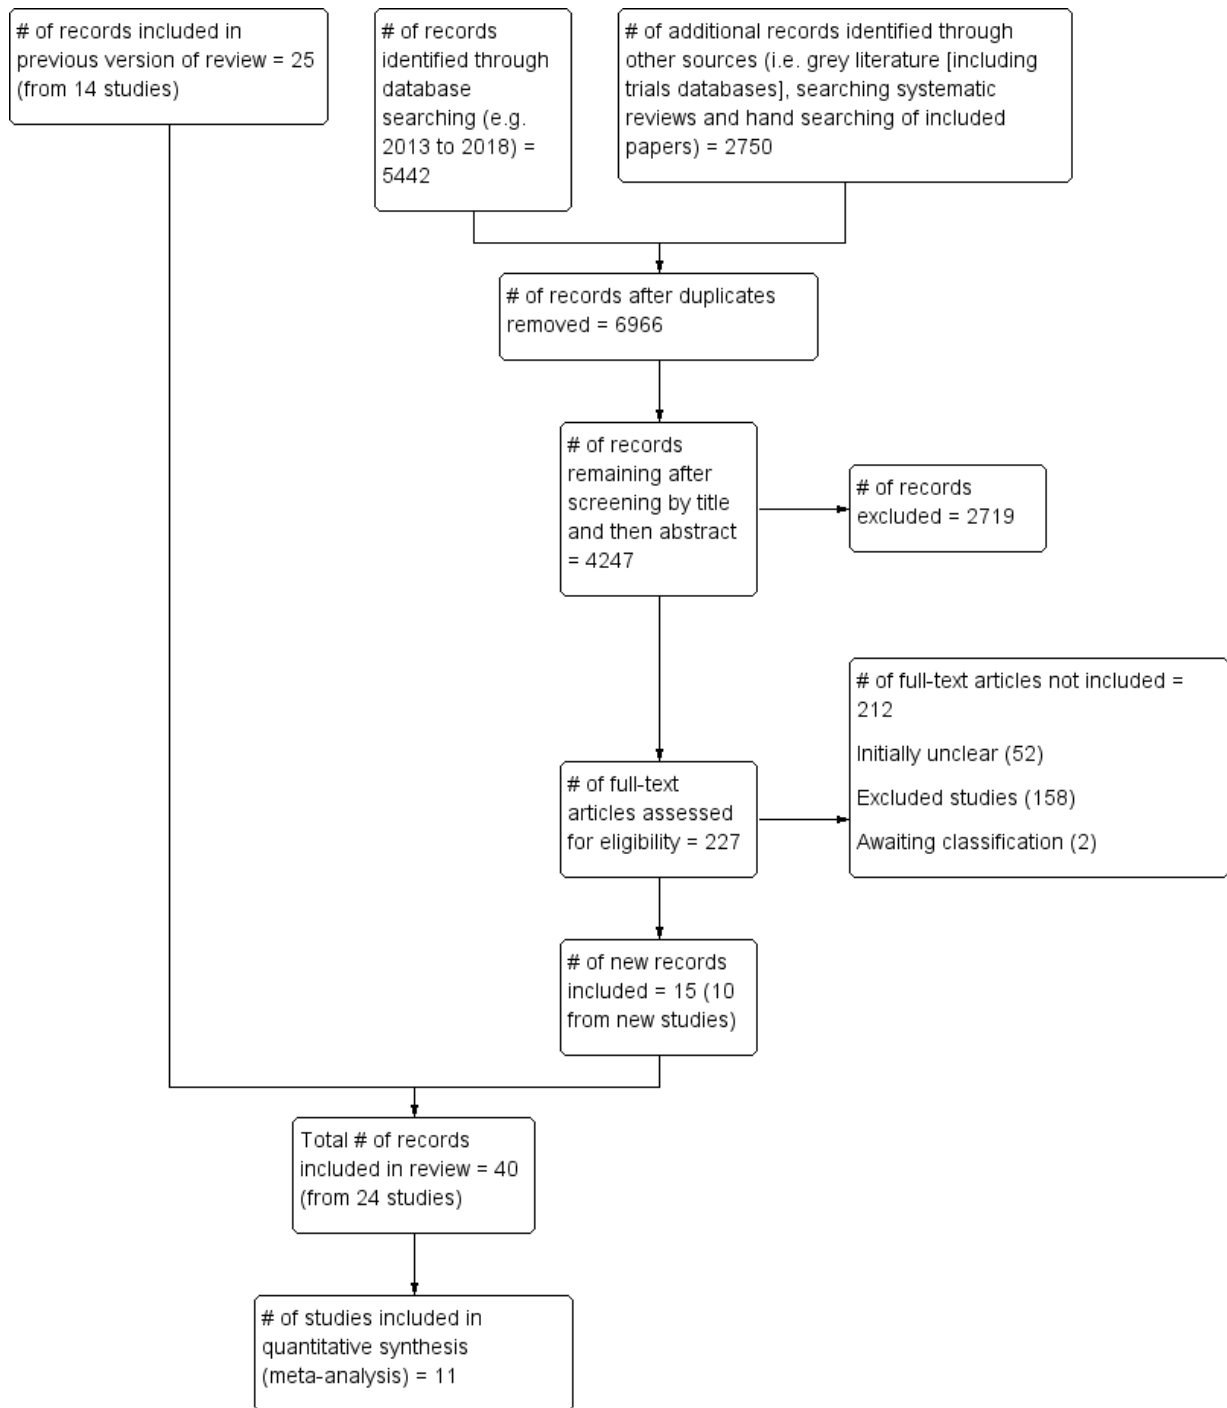 # of records included in
previous version of review = 25
(from 14 studies)
# of records
identified through
database
searching (e.g.
2013 to 2018) =
5442
# of additional records identified through
other sources (i.e. grey literature [including
trials databases], searching systematic
reviews and hand searching of included
papers) = 2750
# of records after duplicates
removed = 6966
# of records
remaining after
screening by title
and then abstract
= 4247
# of records
excluded = 2719
# of full-text articles not included =
212
Initially unclear (52)
Excluded studies (158)
Awaiting classification (2)
# of full-text
articles assessed
for eligibility = 227
# of new records
included = 15 (10
from new studies)
Total # of records
included in review = 40
(from 24 studies)
# of studies included in
quantitative synthesis
(meta-analysis) = 11